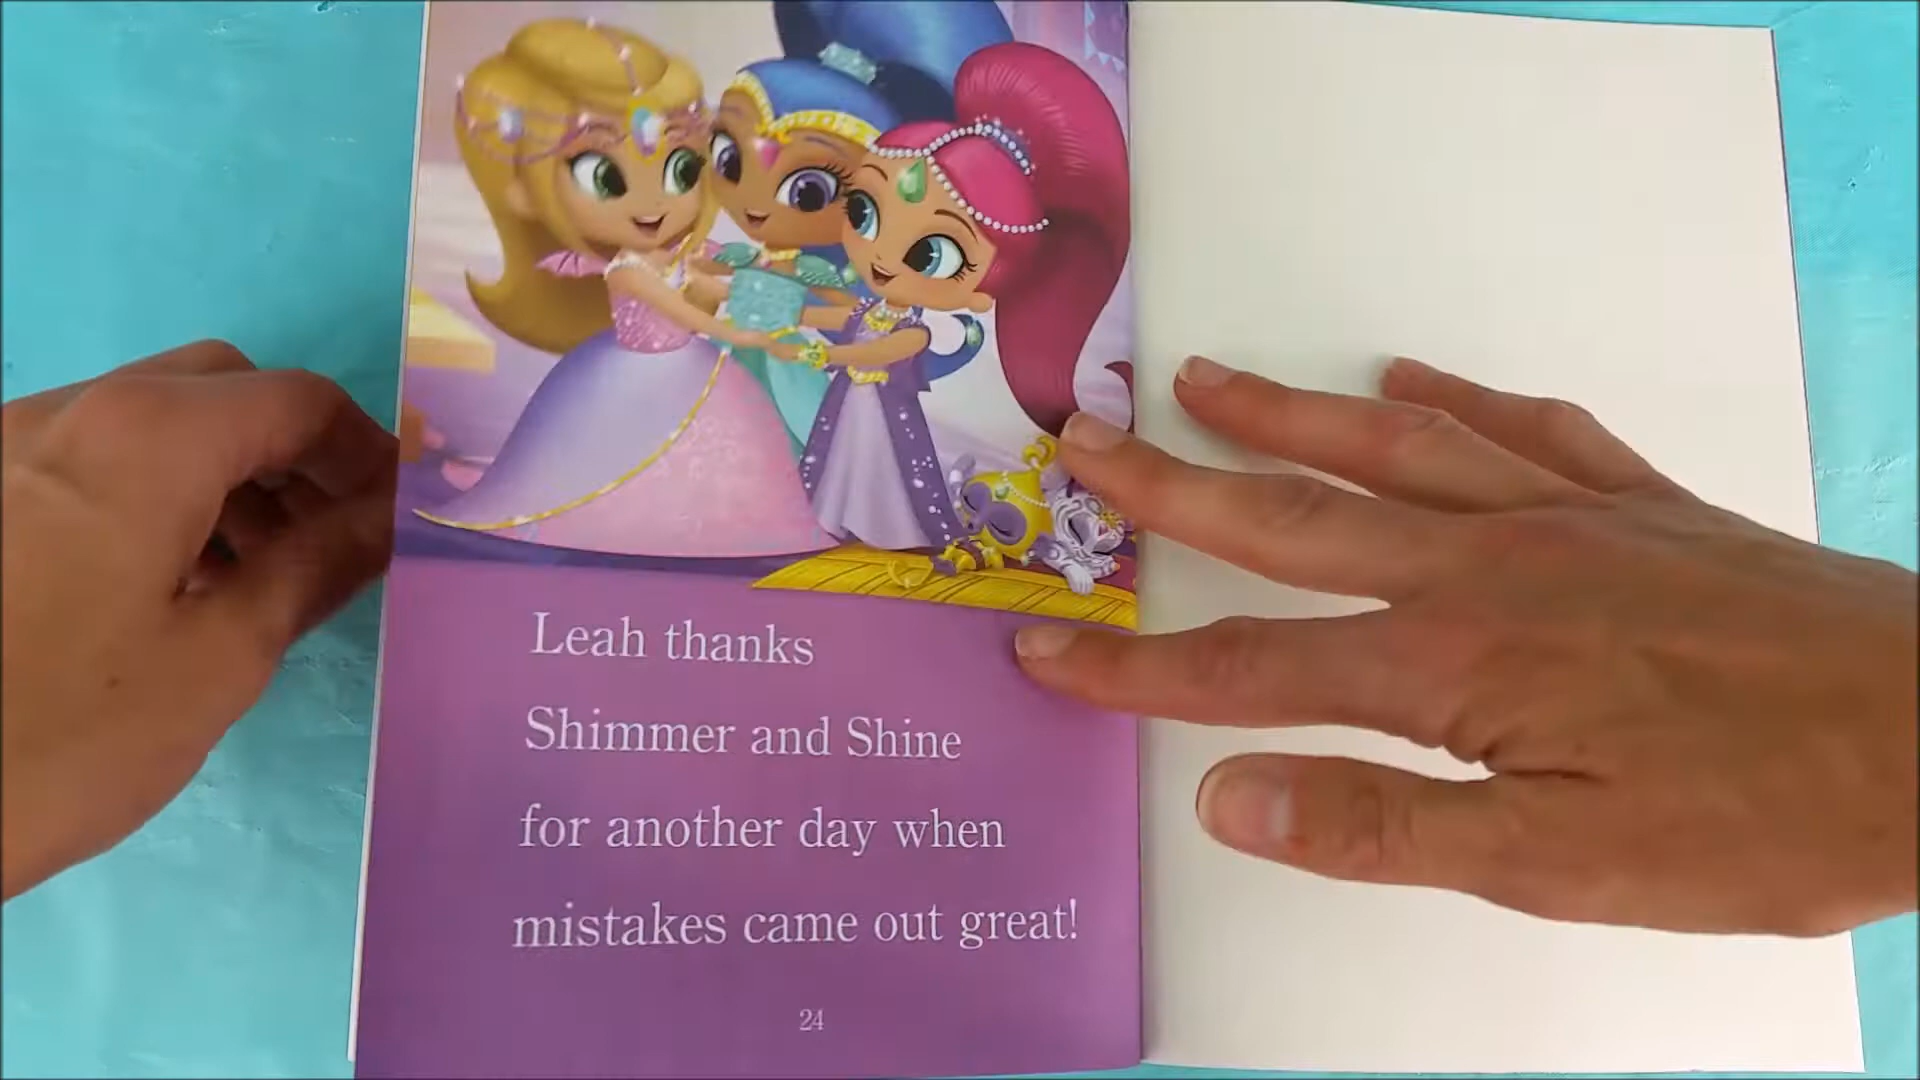 Leah thanks
Shimmer and Shine
for another day when
mistakes came out great!
24